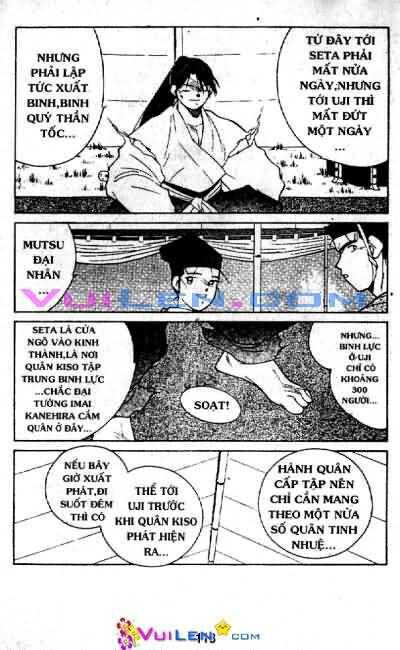 TỪ ĐÂY TỚI
SETA PHẢI
MẤT NỬA
NGÀY,NHƯNG
TỚI UJI THÌ
MẤT ĐỨT
MỘT NGÀY
...
NHƯNG
PHẢI LẬP
TỨC XUẤT
BINH,BINH
QUÝ THẦN
TỐC...
MUTSU
ĐẠI
NHÂN
...
VuiLen.com
SETA LÀ CỬA
NGÕ VÀO KINH
THÀNH,LÀ NƠI
QUÂN KISO TẬP
TRUNG BINH LỰC
...CHẮC ĐẠI
TƯỚNG IMAI
KANEHIRA CẦM
QUÂN Ở ĐÂY...
SOẠT!
NHƯNG...
BINH LỰC
Ở UJI
CHỈ CÓ
KHOẢNG
300
NGƯỜI...
HÀNH QUÂN
CẤP TẬP NÊN
CHỈ CẦN MANG
THEO MỘT NỬA
SỐ QUÂN TINH
NHUỆ...
NẾU BÂY
GIỜ XUẤT
PHÁT,ĐI
SUỐT ĐÊM
THÌ CÓ
THỂ TỚI
UJI TRƯỚC
KHI QUÂN KISO
PHÁT HIỆN
RA...
VuiLen.com